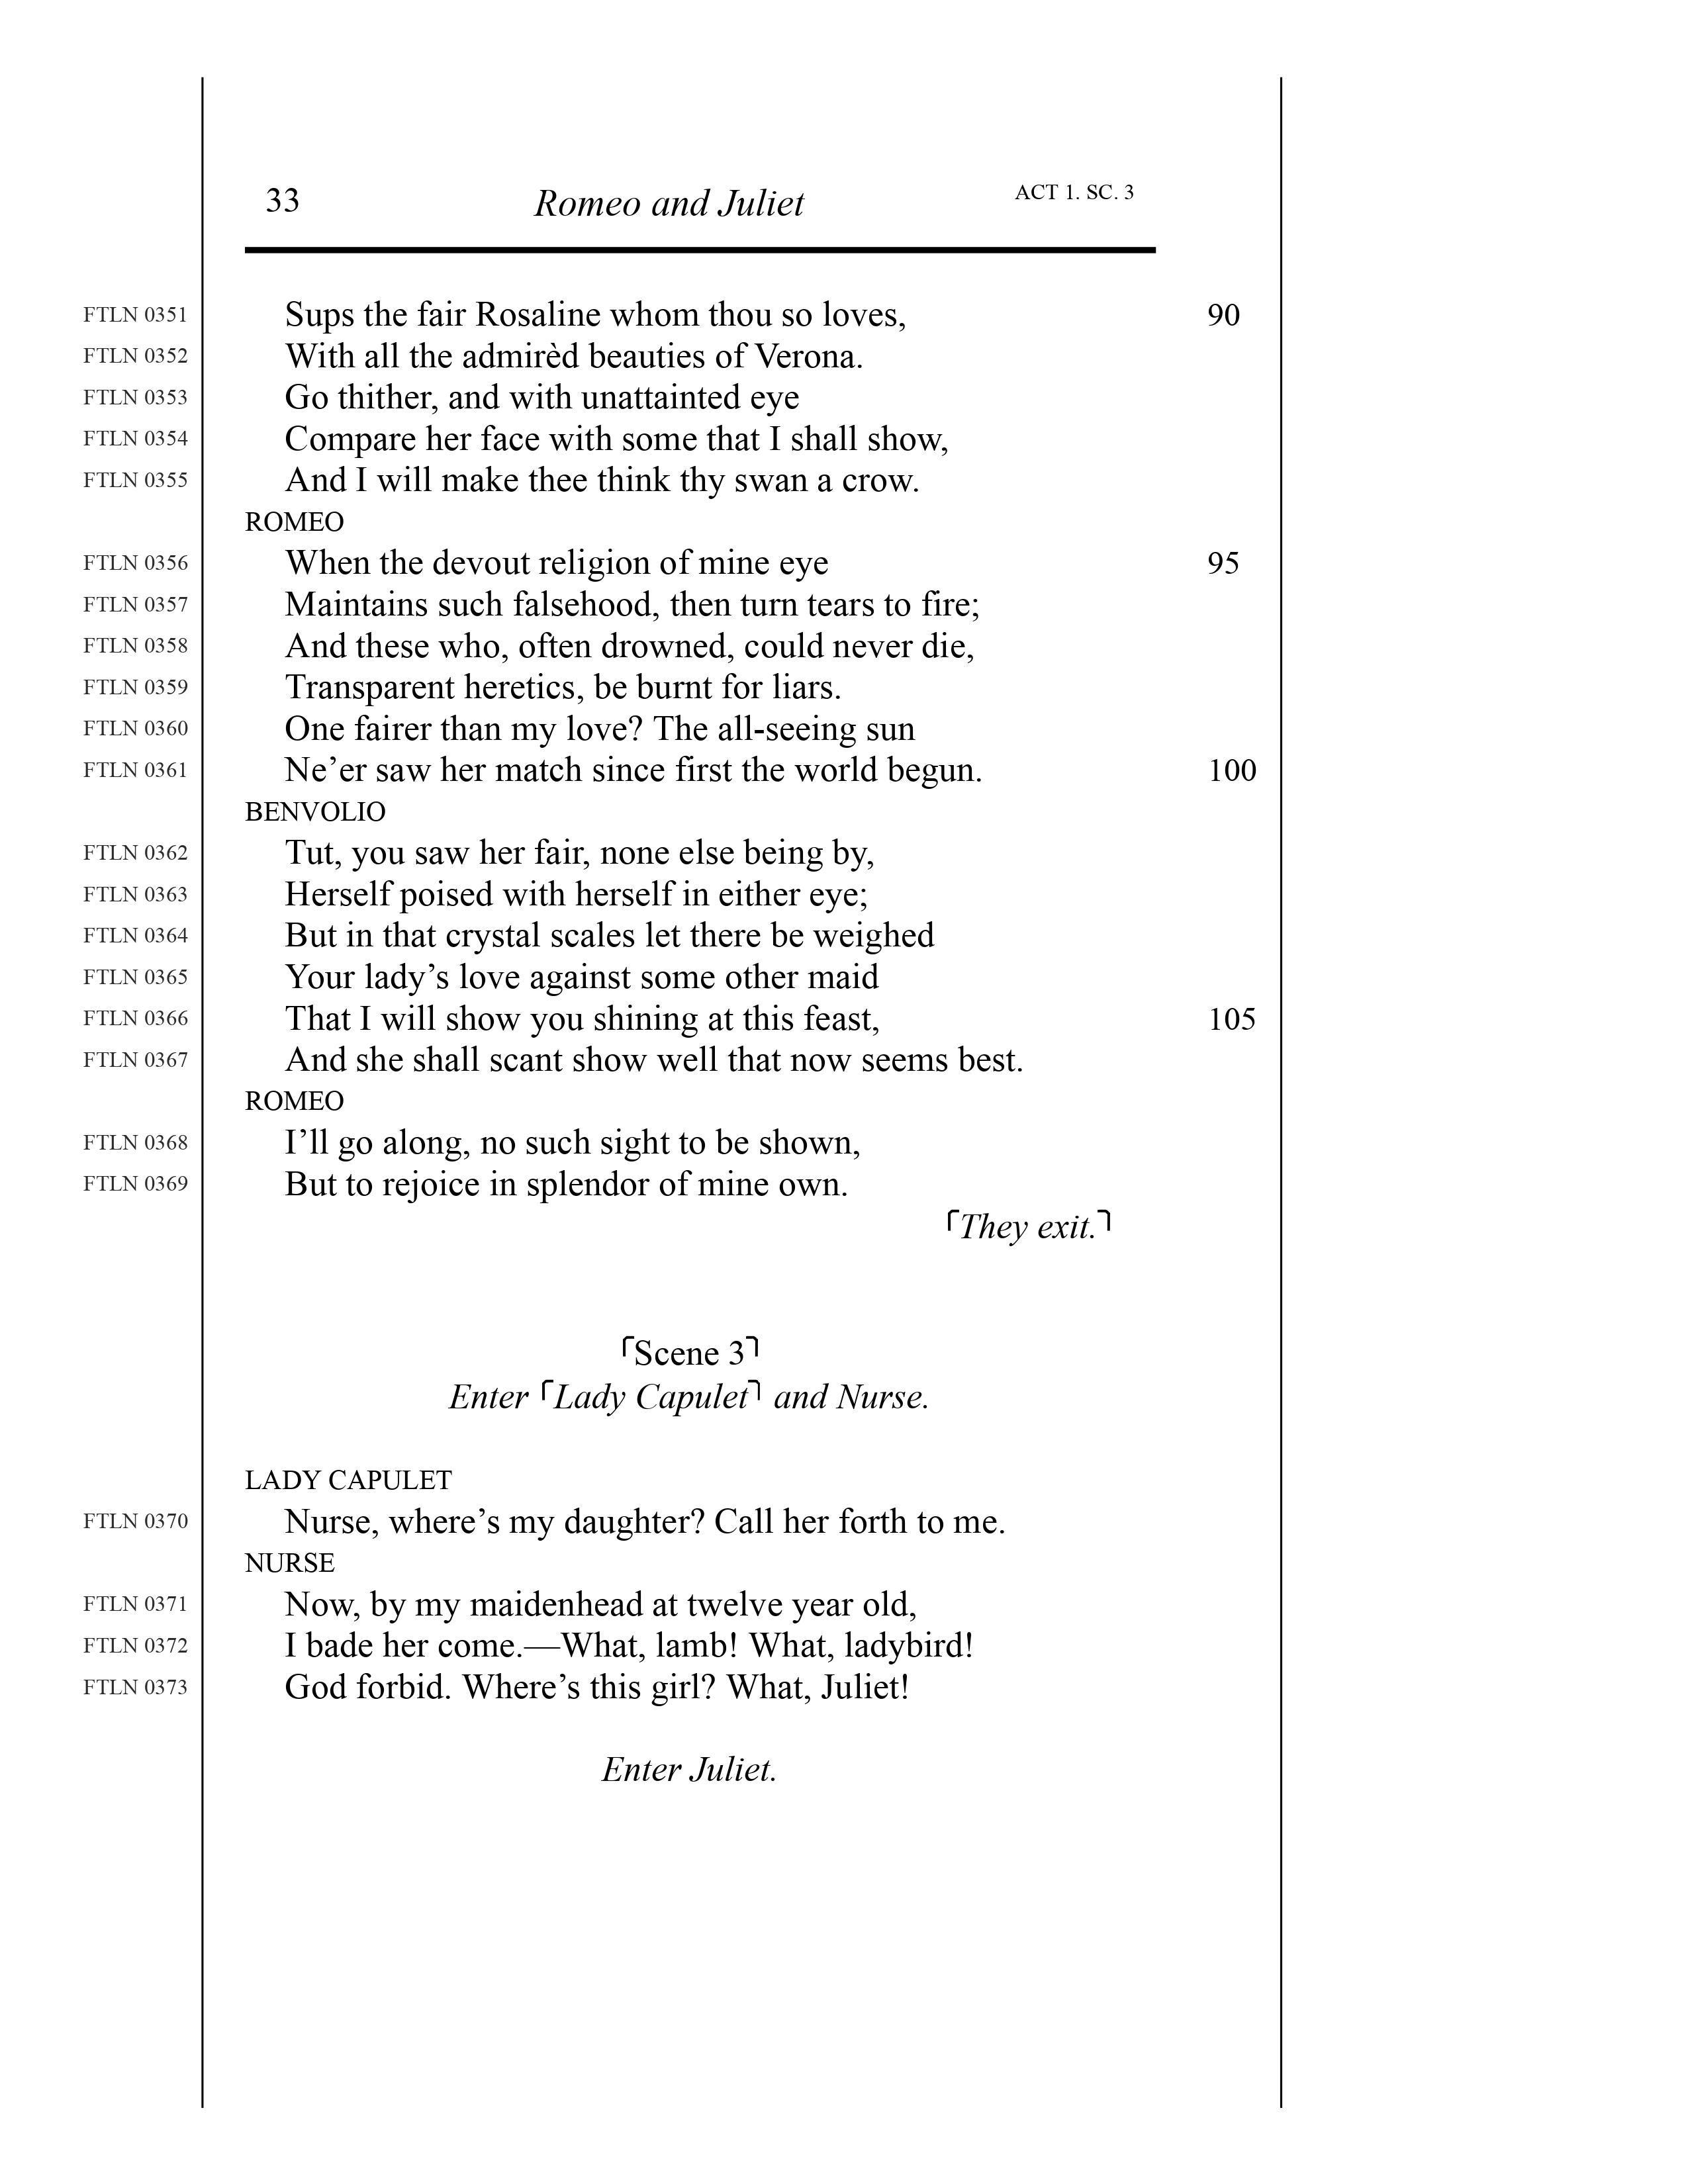 33 Romeo and Juliet ACT 1. SC. 3
FTLN 0351 Sups the fair Rosaline whom thou so loves, 90
FTLN 0352 With all the admirèd beauties of Verona.
FTLN 0353 Go thither, and with unattainted eye
FTLN 0354 Compare her face with some that I shall show,
FTLN 0355 And I will make thee think thy swan a crow.
ROMEO
FTLN 0356 When the devout religion of mine eye 95
FTLN 0357 Maintains such falsehood, then turn tears to fire;
FTLN 0358 And these who, often drowned, could never die,
FTLN 0359 Transparent heretics, be burnt for liars.
FTLN 0360 One fairer than my love? The all-seeing sun
FTLN 0361 Ne’er saw her match since first the world begun. 100
BENVOLIO
FTLN 0362 Tut, you saw her fair, none else being by,
FTLN 0363 Herself poised with herself in either eye;
FTLN 0364 But in that crystal scales let there be weighed
FTLN 0365 Your lady’s love against some other maid
FTLN 0366 That I will show you shining at this feast, 105
FTLN 0367 And she shall scant show well that now seems best.
ROMEO
FTLN 0368 I’ll go along, no such sight to be shown,
FTLN 0369 But to rejoice in splendor of mine own.
⌜They exit.⌝
⌜Scene 3⌝
Enter ⌜Lady Capulet⌝ and Nurse.
LADY CAPULET
FTLN 0370 Nurse, where’s my daughter? Call her forth to me.
NURSE
FTLN 0371 Now, by my maidenhead at twelve year old,
FTLN 0372 I bade her come.—What, lamb! What, ladybird!
FTLN 0373 God forbid. Where’s this girl? What, Juliet!
Enter Juliet.